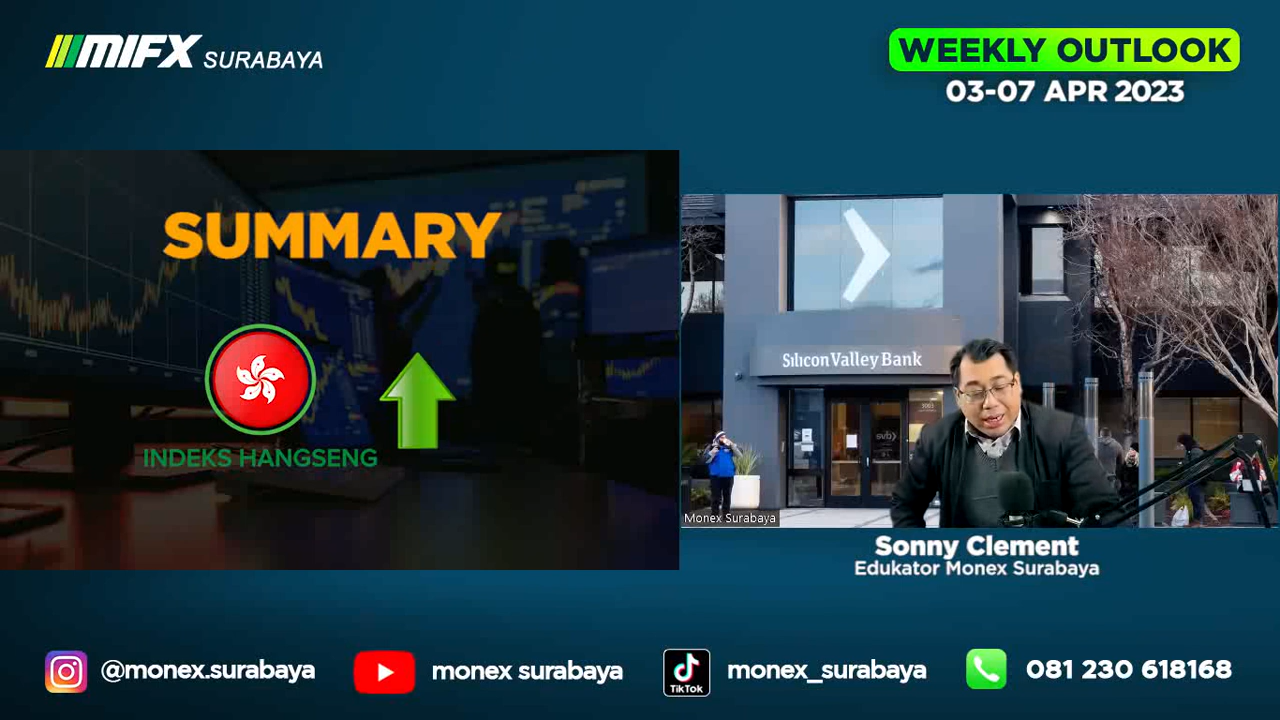 MIFX SURABAYA
WEEKLY OUTLOOK
03-07 APR 2023
SUMMARY
INDEKS HANGSENG
Silicon Valley Bank
Monex Surabaya
Sonny Clement
Edukator Monex Surabaya
@monex.surabaya
monex surabaya
TikTok
monex_surabaya
081 230 618168